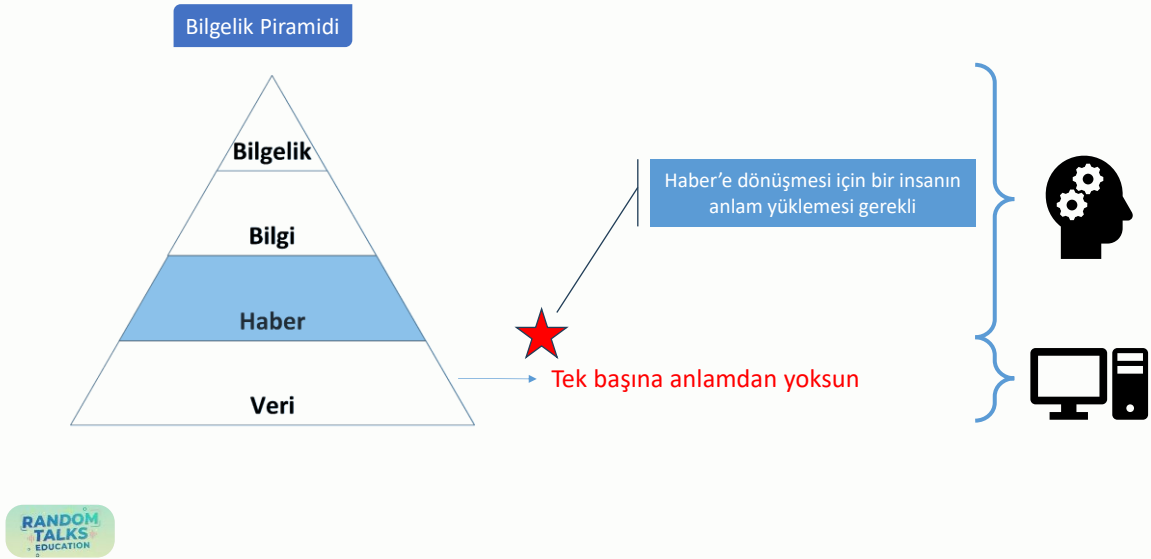 Bilgelik Piramidi
Bilgelik
Bilgi
Haber
Veri
Haber’e dönüşmesi için bir insanın
anlam yüklemesi gerekli
Tek başına anlamdan yoksun
RANDOM
TALKS
EDUCATION